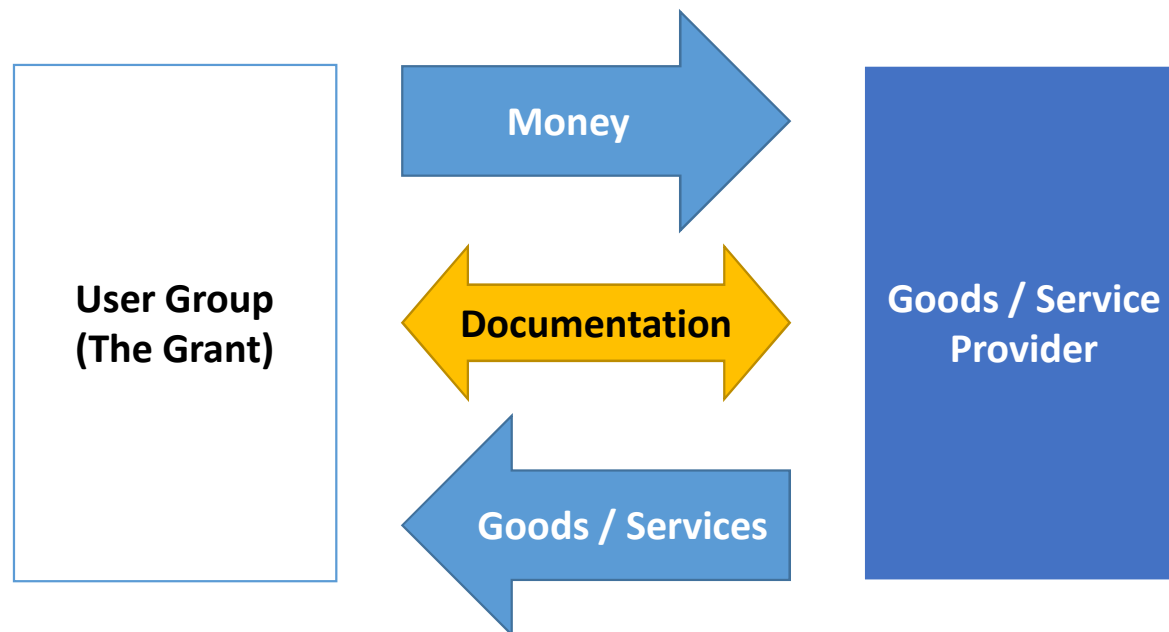 Money
User Group
(The Grant)
Documentation
Goods / Service
Provider
Goods / Services